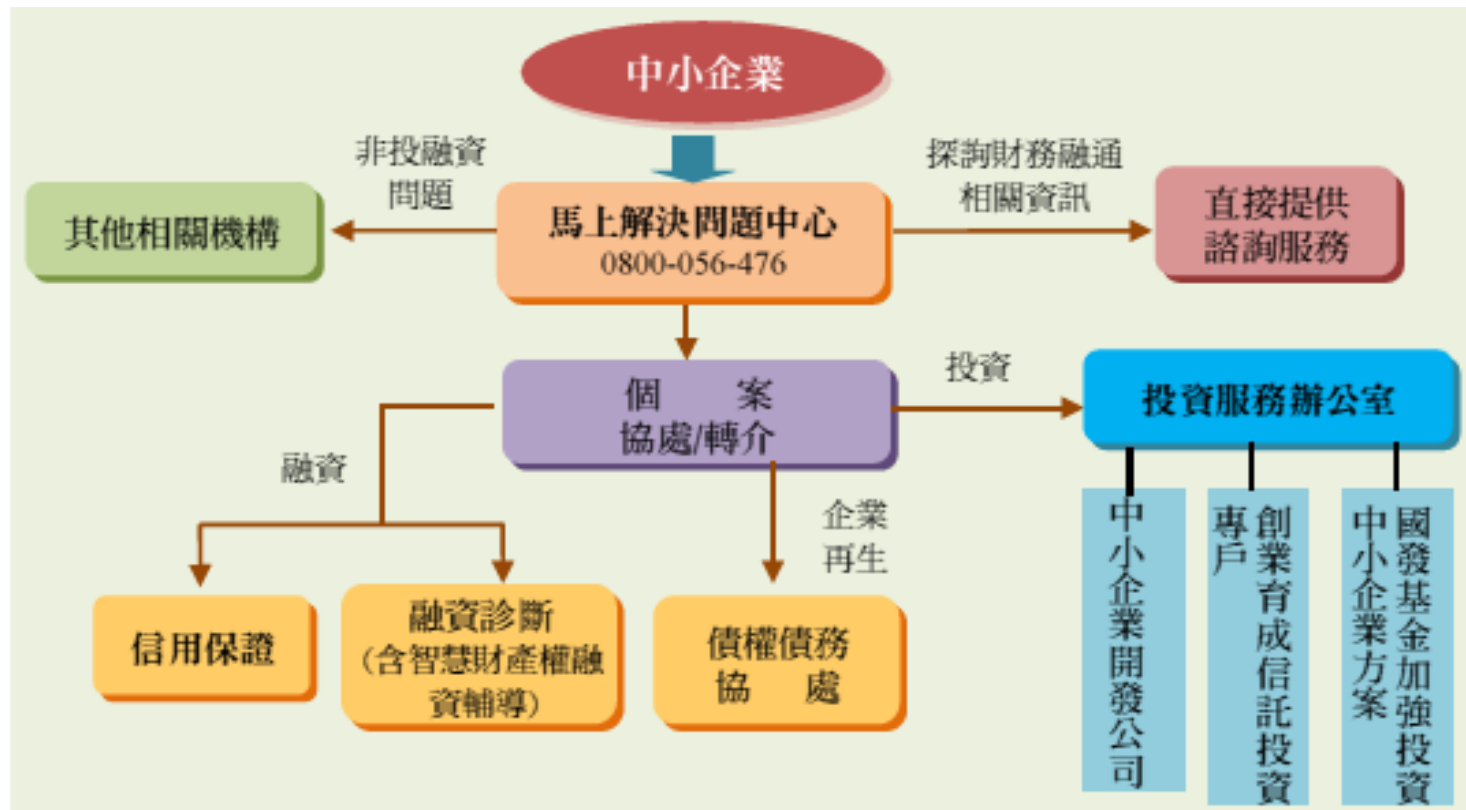 中小企業
非投融資
問題
探詢財務融通
相關資訊
其他相關機構
馬上解決問題中心
0800-056-476
直接提供
諮詢服務
個 案
協處/轉介
投資
投資服務辦公室
融資
企業
再生
信用保證
融資診斷
(含智慧財產權融
資輔導)
債權債務
協 處
中小企業開發公司
創業育成信託投資
專戶
國發基金加強投資
中小企業方案